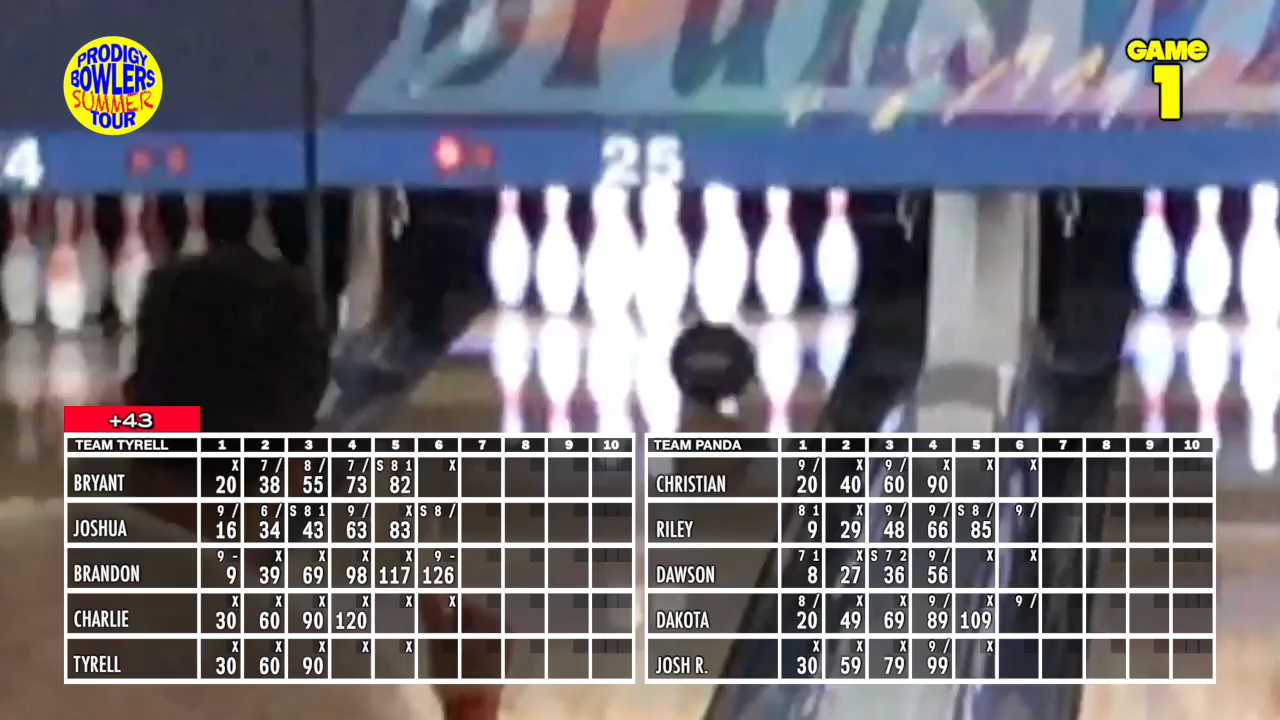 PRODIGY
BOWLERS
SUMMER
TOUR
GAME
1
4
25
+43
TEAM TYRELL 1 2 3 4 5 6 7 8 9 10
X 7 / 8 / 7 / S 8 1 X
BRYANT 20 38 55 73 82
9 / 6 / S 8 1 9 / X S 8 /
JOSHUA 16 34 43 63 83
9 - X X X X 9 -
BRANDON 9 39 69 98 117 126
X X X X X X
CHARLIE 30 60 90 120
X X X X X
TYRELL 30 60 90
TEAM PANDA 1 2 3 4 5 6 7 8 9 10
9 / X 9 / X X X
CHRISTIAN 20 40 60 90
8 1 X 9 / 9 / S 8 / 9 /
RILEY 9 29 48 66 85
7 1 X S 7 2 9 / X X
DAWSON 8 27 36 56
8 / X X 9 / X 9 /
DAKOTA 20 49 69 89 109
X X X 9 / X
JOSH R. 30 59 79 99